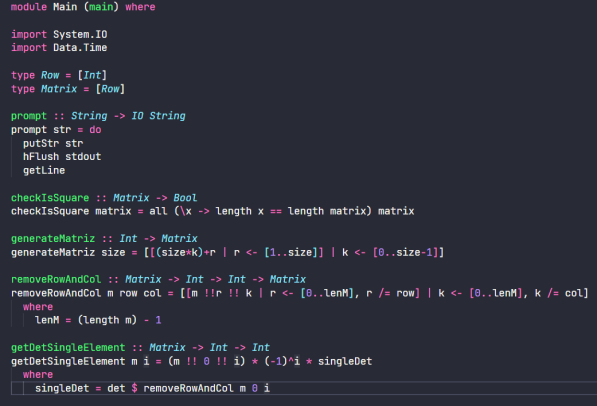 module Main (main) where
import System.IO
import Data.Time
type Row = [Int]
type Matrix = [Row]
prompt :: String -> IO String
prompt str = do
putStr str
hFlush stdout
getLine
checkIsSquare :: Matrix -> Bool
checkIsSquare matrix = all (\x -> length x == length matrix) matrix
generateMatriz :: Int -> Matrix
generateMatriz size = [[(size*k)+r | r <- [1..size]] | k <- [0..size-1]]
removeRowAndCol :: Matrix -> Int -> Int -> Matrix
removeRowAndCol m row col = [[m !!r !! k | r <- [0..lenM], r /= row] | k <- [0..lenM], k /= col]
where
lenM = (length m) - 1
getDetSingleElement :: Matrix -> Int -> Int
getDetSingleElement m i = (m !! 0 !! i) * (-1)^i * singleDet
where
singleDet = det $ removeRowAndCol m 0 i